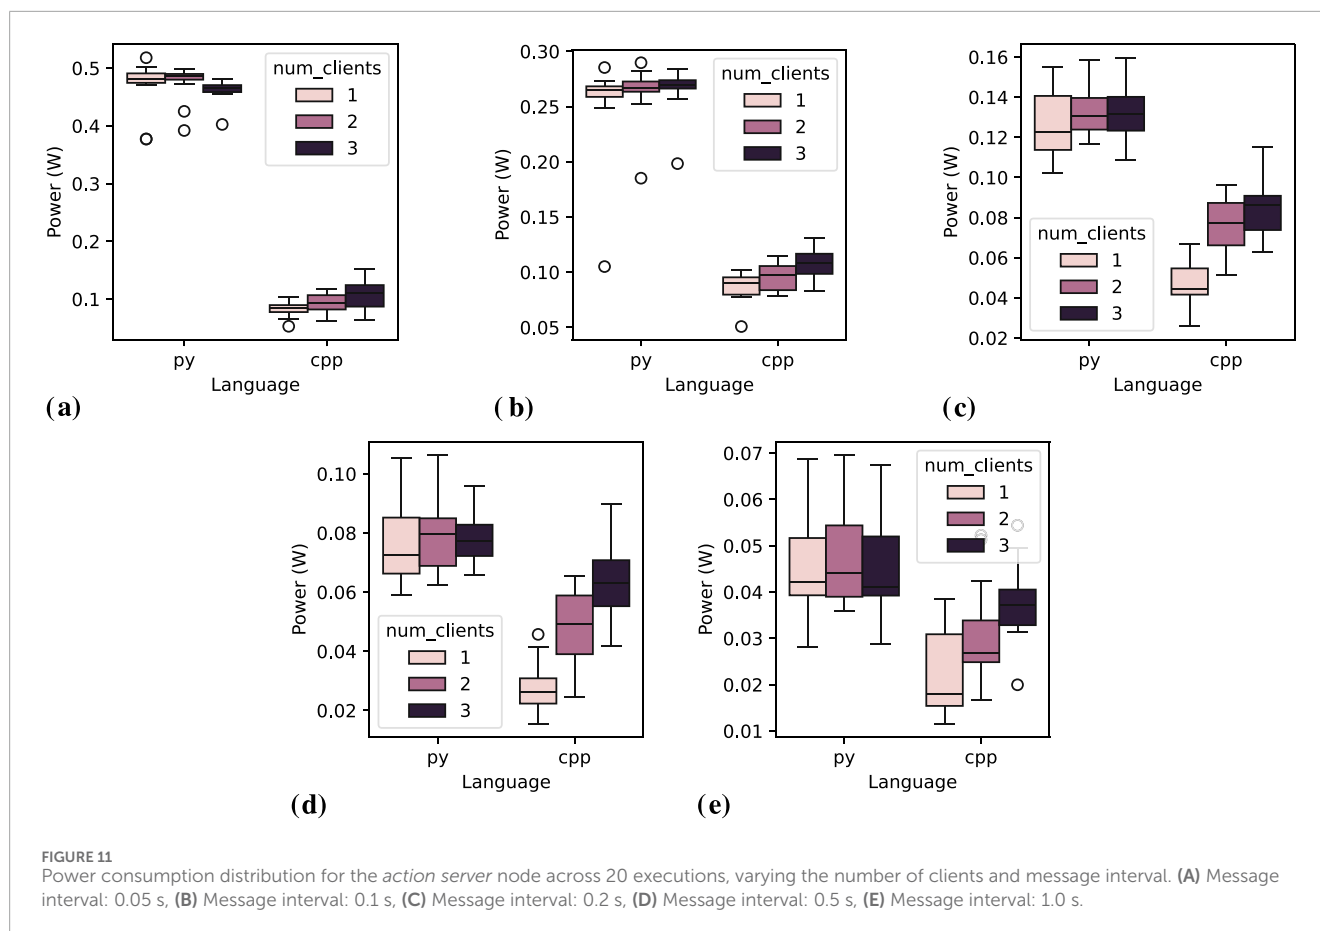 0.5
0.4
0.3
0.2
0.1
Power (W)
num_clients
1
2
3
py
cpp
Language
(a)
0.30
0.25
0.20
0.15
0.10
0.05
Power (W)
num_clients
1
2
3
py
cpp
Language
(b)
0.16
0.14
0.12
0.10
0.08
0.06
0.04
0.02
Power (W)
num_clients
1
2
3
py
cpp
Language
(c)
0.10
0.08
0.06
0.04
0.02
Power (W)
num_clients
1
2
3
py
cpp
Language
(d)
0.07
0.06
0.05
0.04
0.03
0.02
0.01
Power (W)
num_clients
1
2
3
py
cpp
Language
(e)
FIGURE 11
Power consumption distribution for the action server node across 20 executions, varying the number of clients and message interval. (A) Message
interval: 0.05 s, (B) Message interval: 0.1 s, (C) Message interval: 0.2 s, (D) Message interval: 0.5 s, (E) Message interval: 1.0 s.